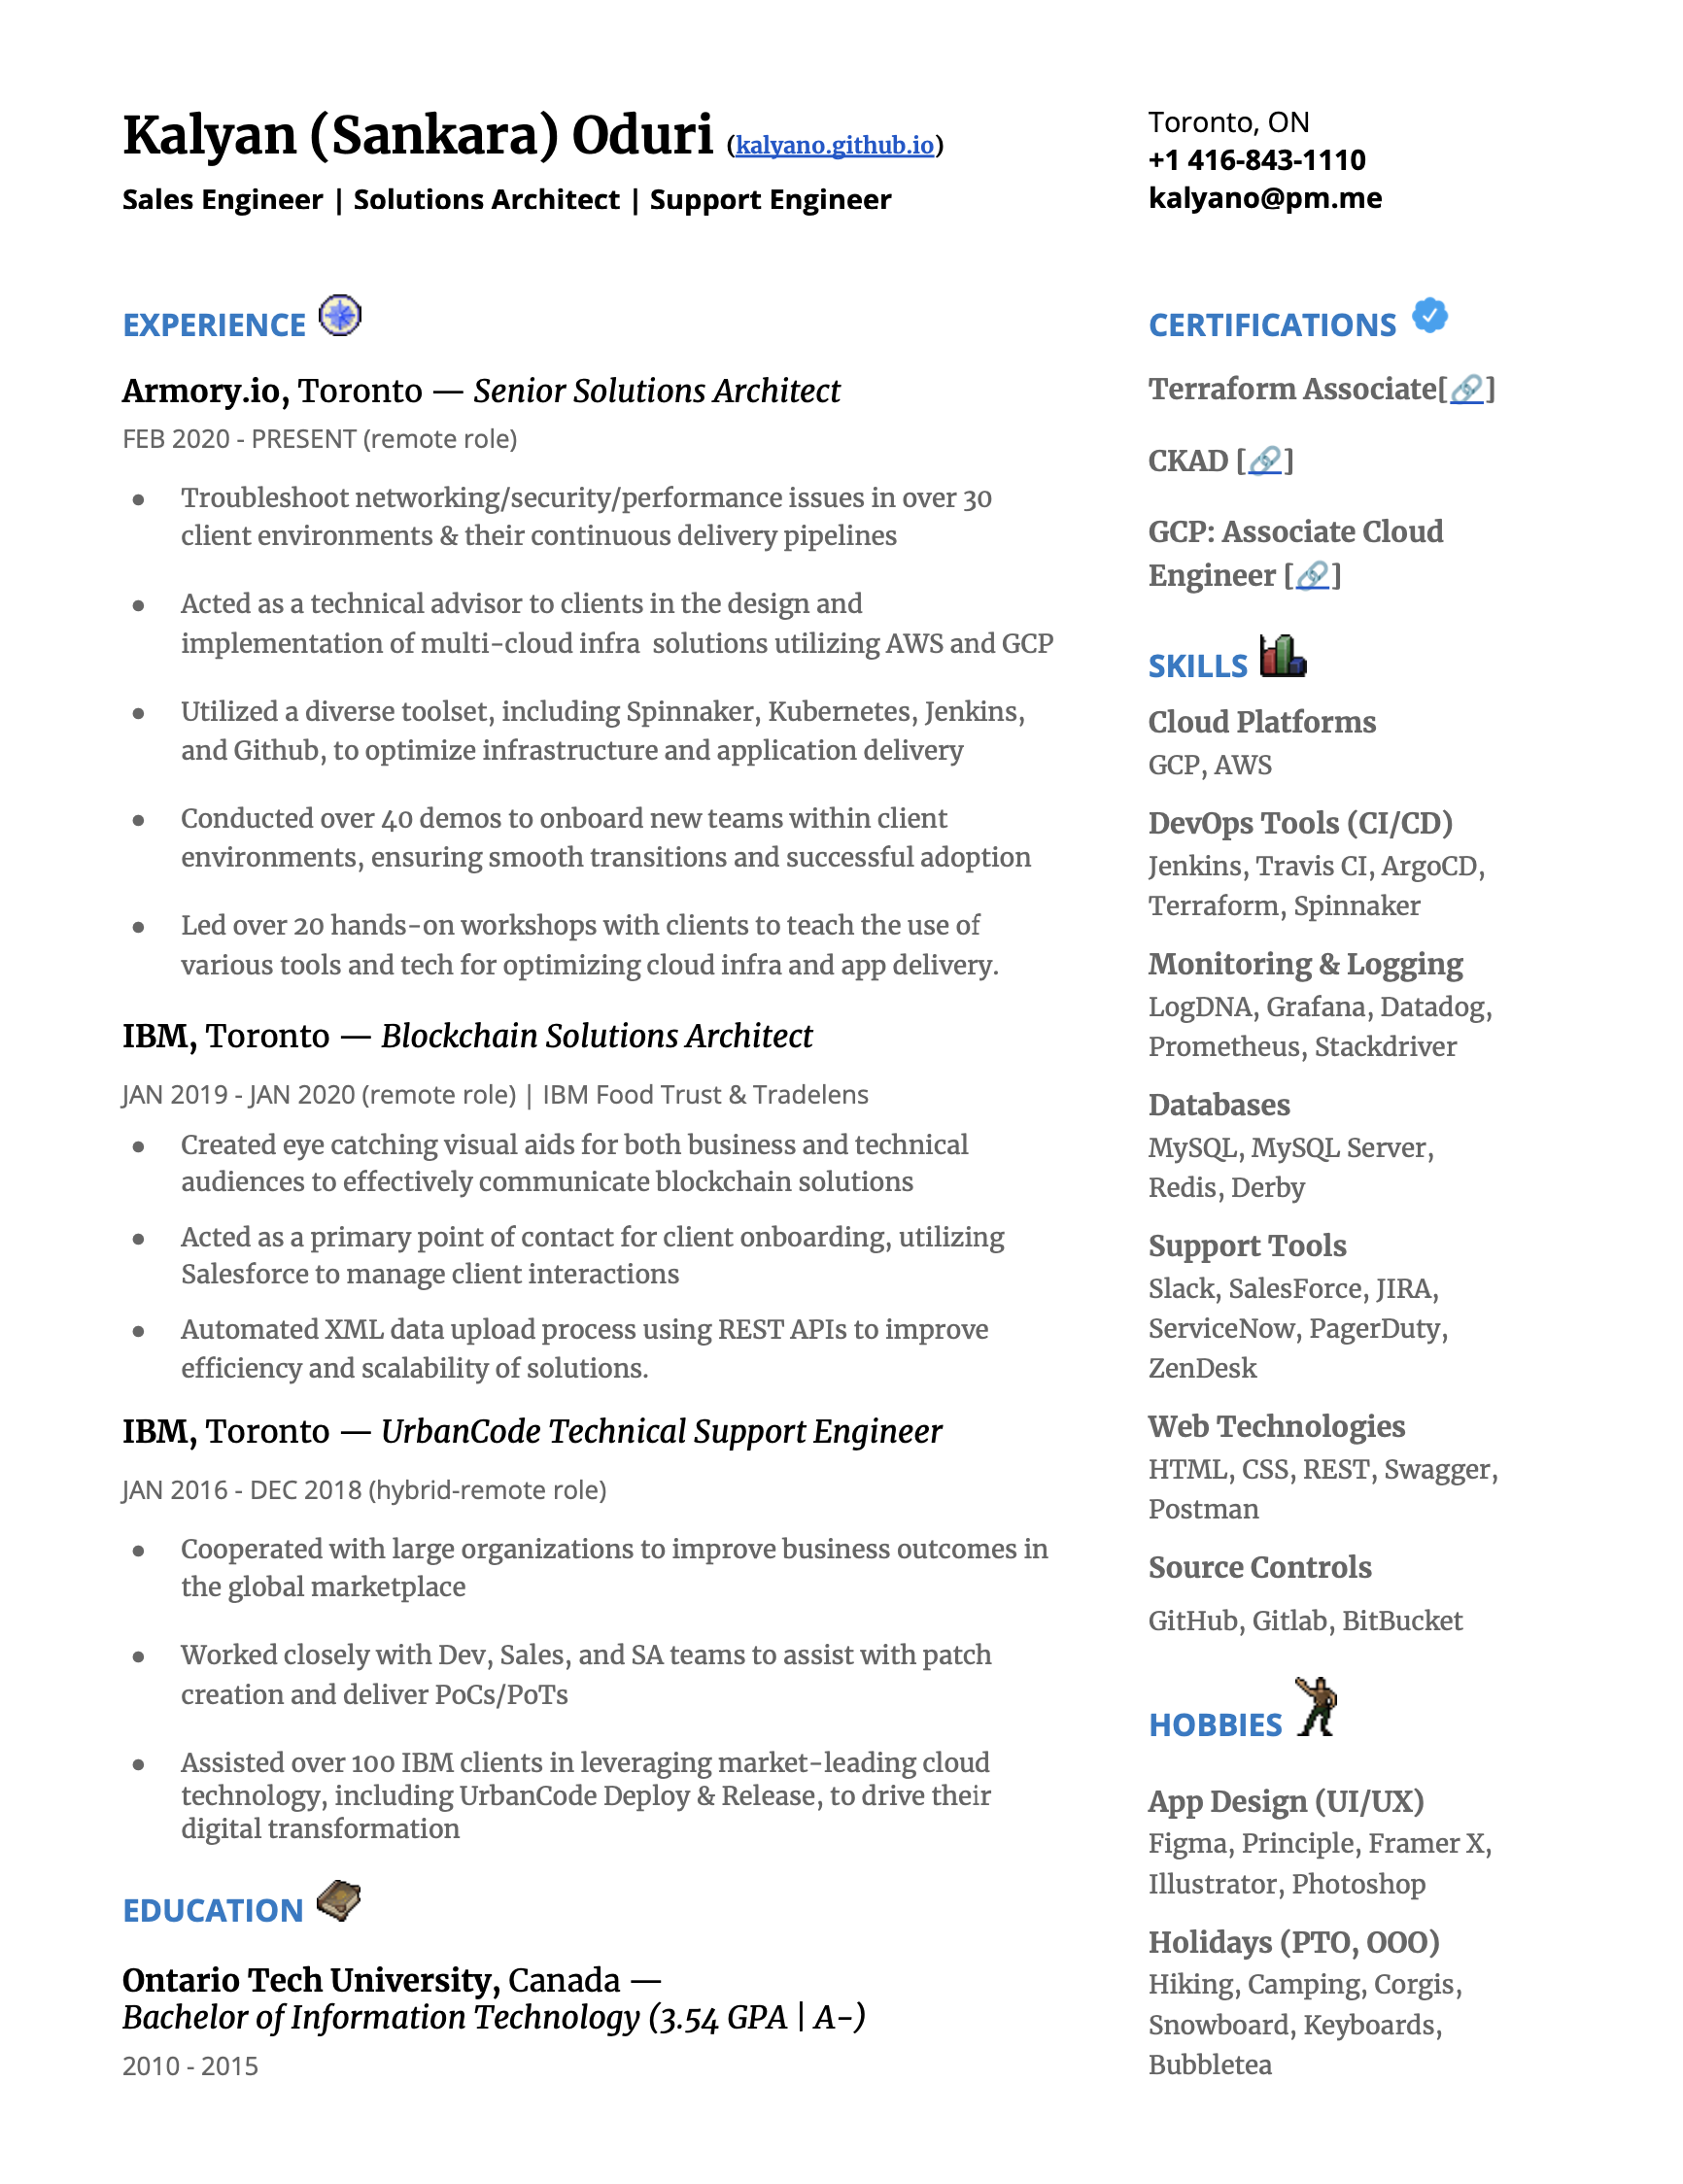 Kalyan (Sankara) Oduri (kalyano.github.io)
Sales Engineer | Solutions Architect | Support Engineer
Toronto, ON
+1 416-843-1110
kalyano@pm.me
EXPERIENCE
Armory.io, Toronto — Senior Solutions Architect
FEB 2020 - PRESENT (remote role)
● Troubleshoot networking/security/performance issues in over 30
client environments & their continuous delivery pipelines
● Acted as a technical advisor to clients in the design and
implementation of multi-cloud infra  solutions utilizing AWS and GCP
● Utilized a diverse toolset, including Spinnaker, Kubernetes, Jenkins,
and Github, to optimize infrastructure and application delivery
● Conducted over 40 demos to onboard new teams within client
environments, ensuring smooth transitions and successful adoption
● Led over 20 hands-on workshops with clients to teach the use of
various tools and tech for optimizing cloud infra and app delivery.
IBM, Toronto — Blockchain Solutions Architect
JAN 2019 - JAN 2020 (remote role) | IBM Food Trust & Tradelens
● Created eye catching visual aids for both business and technical
audiences to effectively communicate blockchain solutions
● Acted as a primary point of contact for client onboarding, utilizing
Salesforce to manage client interactions
● Automated XML data upload process using REST APIs to improve
efficiency and scalability of solutions.
IBM, Toronto — UrbanCode Technical Support Engineer
JAN 2016 - DEC 2018 (hybrid-remote role)
● Cooperated with large organizations to improve business outcomes in
the global marketplace
● Worked closely with Dev, Sales, and SA teams to assist with patch
creation and deliver PoCs/PoTs
● Assisted over 100 IBM clients in leveraging market-leading cloud
technology, including UrbanCode Deploy & Release, to drive their
digital transformation
EDUCATION
Ontario Tech University, Canada —
Bachelor of Information Technology (3.54 GPA | A-)
2010 - 2015
CERTIFICATIONS
Terraform Associate[🔗]
CKAD [🔗]
GCP: Associate Cloud
Engineer [🔗]
SKILLS
Cloud Platforms
GCP, AWS
DevOps Tools (CI/CD)
Jenkins, Travis CI, ArgoCD,
Terraform, Spinnaker
Monitoring & Logging
LogDNA, Grafana, Datadog,
Prometheus, Stackdriver
Databases
MySQL, MySQL Server,
Redis, Derby
Support Tools
Slack, SalesForce, JIRA,
ServiceNow, PagerDuty,
ZenDesk
Web Technologies
HTML, CSS, REST, Swagger,
Postman
Source Controls
GitHub, Gitlab, BitBucket
HOBBIES
App Design (UI/UX)
Figma, Principle, Framer X,
Illustrator, Photoshop
Holidays (PTO, OOO)
Hiking, Camping, Corgis,
Snowboard, Keyboards,
Bubbletea